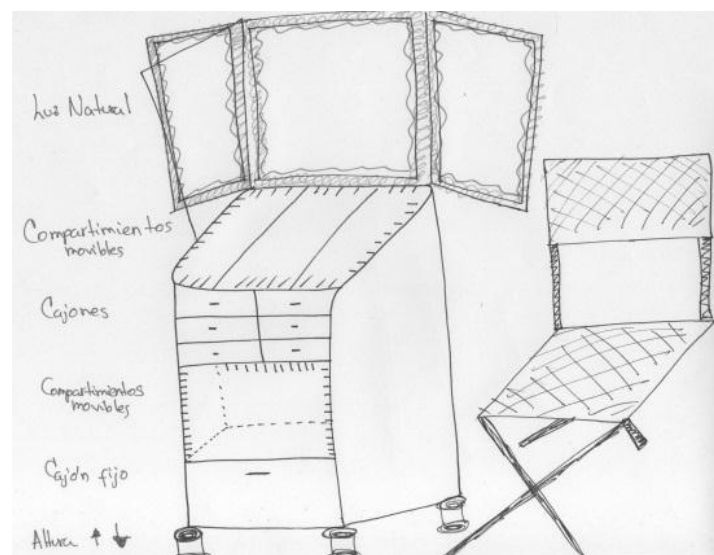 Luz Natural
Compartimientos
movibles
Cajones
Compartimientos
movibles
Cajón fijo
Altura ↑ ↓